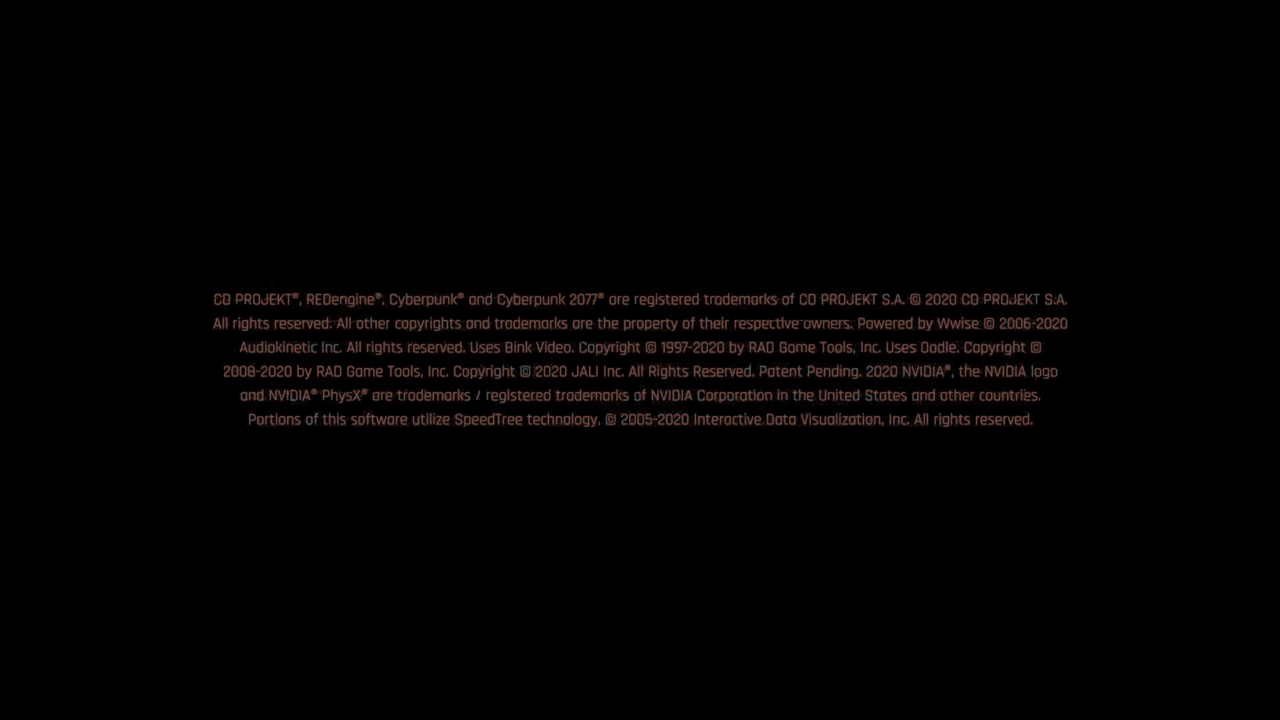 CD PROJEKT®, REDengine®, Cyberpunk® and Cyberpunk 2077® are registered trademarks of CD PROJEKT S.A. © 2020 CD PROJEKT S.A.
All rights reserved. All other copyrights and trademarks are the property of their respective owners. Powered by Wwise © 2006-2020
Audiokinetic Inc. All rights reserved. Uses Bink Video. Copyright © 1997-2020 by RAD Game Tools, Inc. Uses Oodle. Copyright ©
2008-2020 by RAD Game Tools, Inc. Copyright © 2020 JALI Inc. All Rights Reserved. Patent Pending. 2020 NVIDIA®, the NVIDIA logo
and NVIDIA® PhysX® are trademarks / registered trademarks of NVIDIA Corporation in the United States and other countries.
Portions of this software utilize SpeedTree technology. © 2005-2020 Interactive Data Visualization, Inc. All rights reserved.